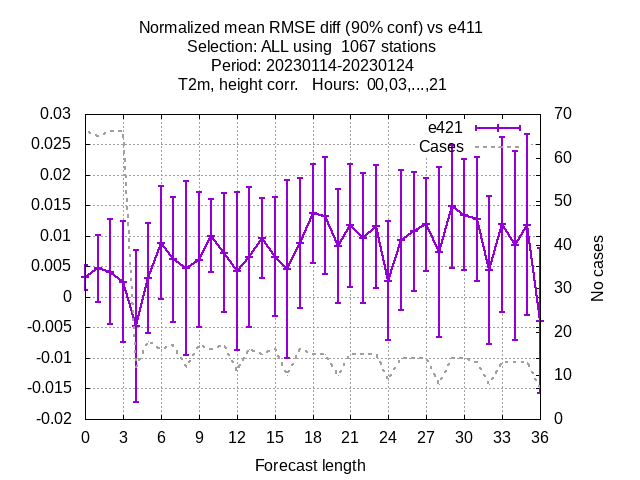 Normalized mean RMSE diff (90% conf) vs e411
Selection: ALL using  1067 stations
Period: 20230114-20230124
T2m, height corr.   Hours:  00,03,...,21
e421
Cases
0.03
0.025
0.02
0.015
0.01
0.005
0
-0.005
-0.01
-0.015
-0.02
70
60
50
40
30
20
10
0
No cases
0 3 6 9 12 15 18 21 24 27 30 33 36
Forecast length